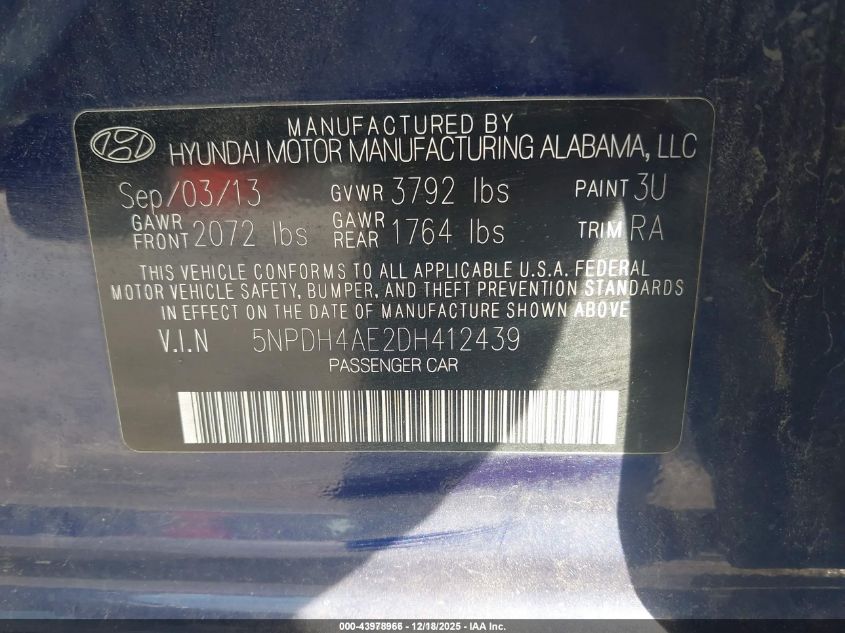 MANUFACTURED BY
HYUNDAI MOTOR MANUFACTURING ALABAMA, LLC
Sep/03/13 GVWR 3792 lbs PAINT 3U
GAWR FRONT 2072 lbs GAWR REAR 1764 lbs TRIM RA
THIS VEHICLE CONFORMS TO ALL APPLICABLE U.S.A. FEDERAL
MOTOR VEHICLE SAFETY, BUMPER, AND THEFT PREVENTION STANDARDS
IN EFFECT ON THE DATE OF MANUFACTURE SHOWN ABOVE
V.I.N 5NPDH4AE2DH412439
PASSENGER CAR
000-43978966 - 12/18/2025 - IAA Inc.